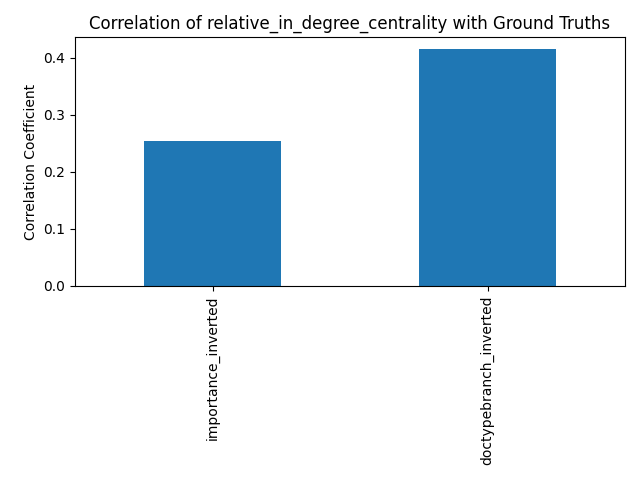 Correlation of relative_in_degree_centrality with Ground Truths
Correlation Coefficient
0.4
0.3
0.2
0.1
0.0
importance_inverted
doctypebranch_inverted